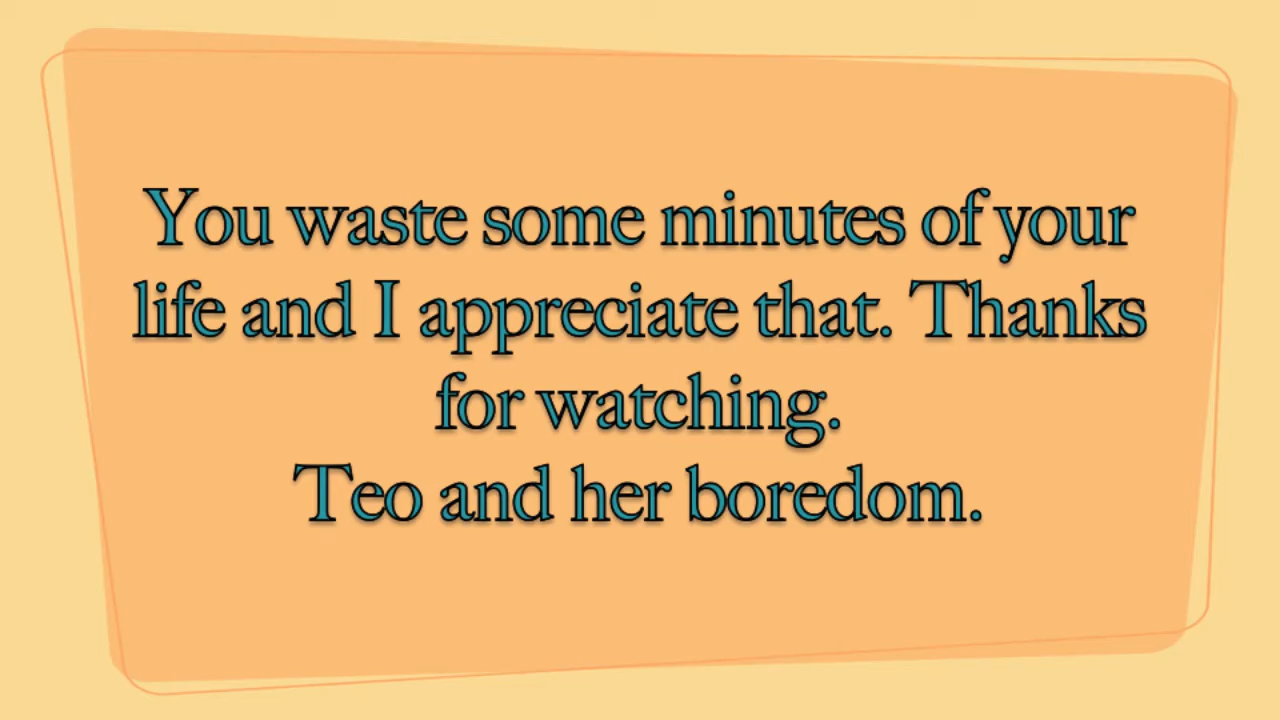 You waste some minutes of your
life and I appreciate that. Thanks
for watching.
Teo and her boredom.